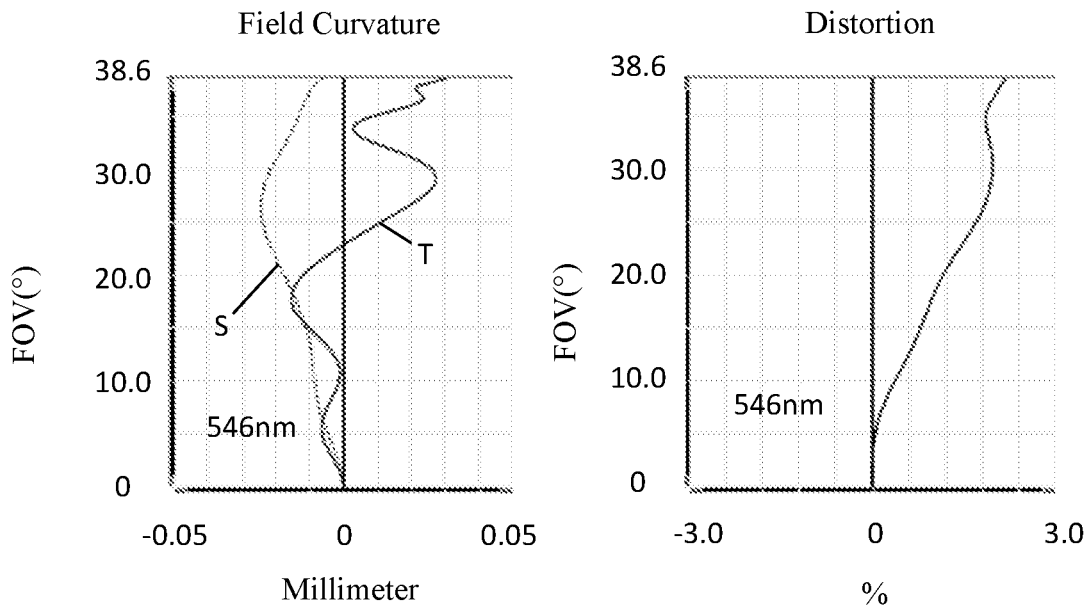 Field Curvature
38.6
30.0
20.0
10.0
0
FOV(°)
S
T
546nm
-0.05 0 0.05
Millimeter
Distortion
38.6
30.0
20.0
10.0
0
FOV(°)
546nm
-3.0 0 3.0
%